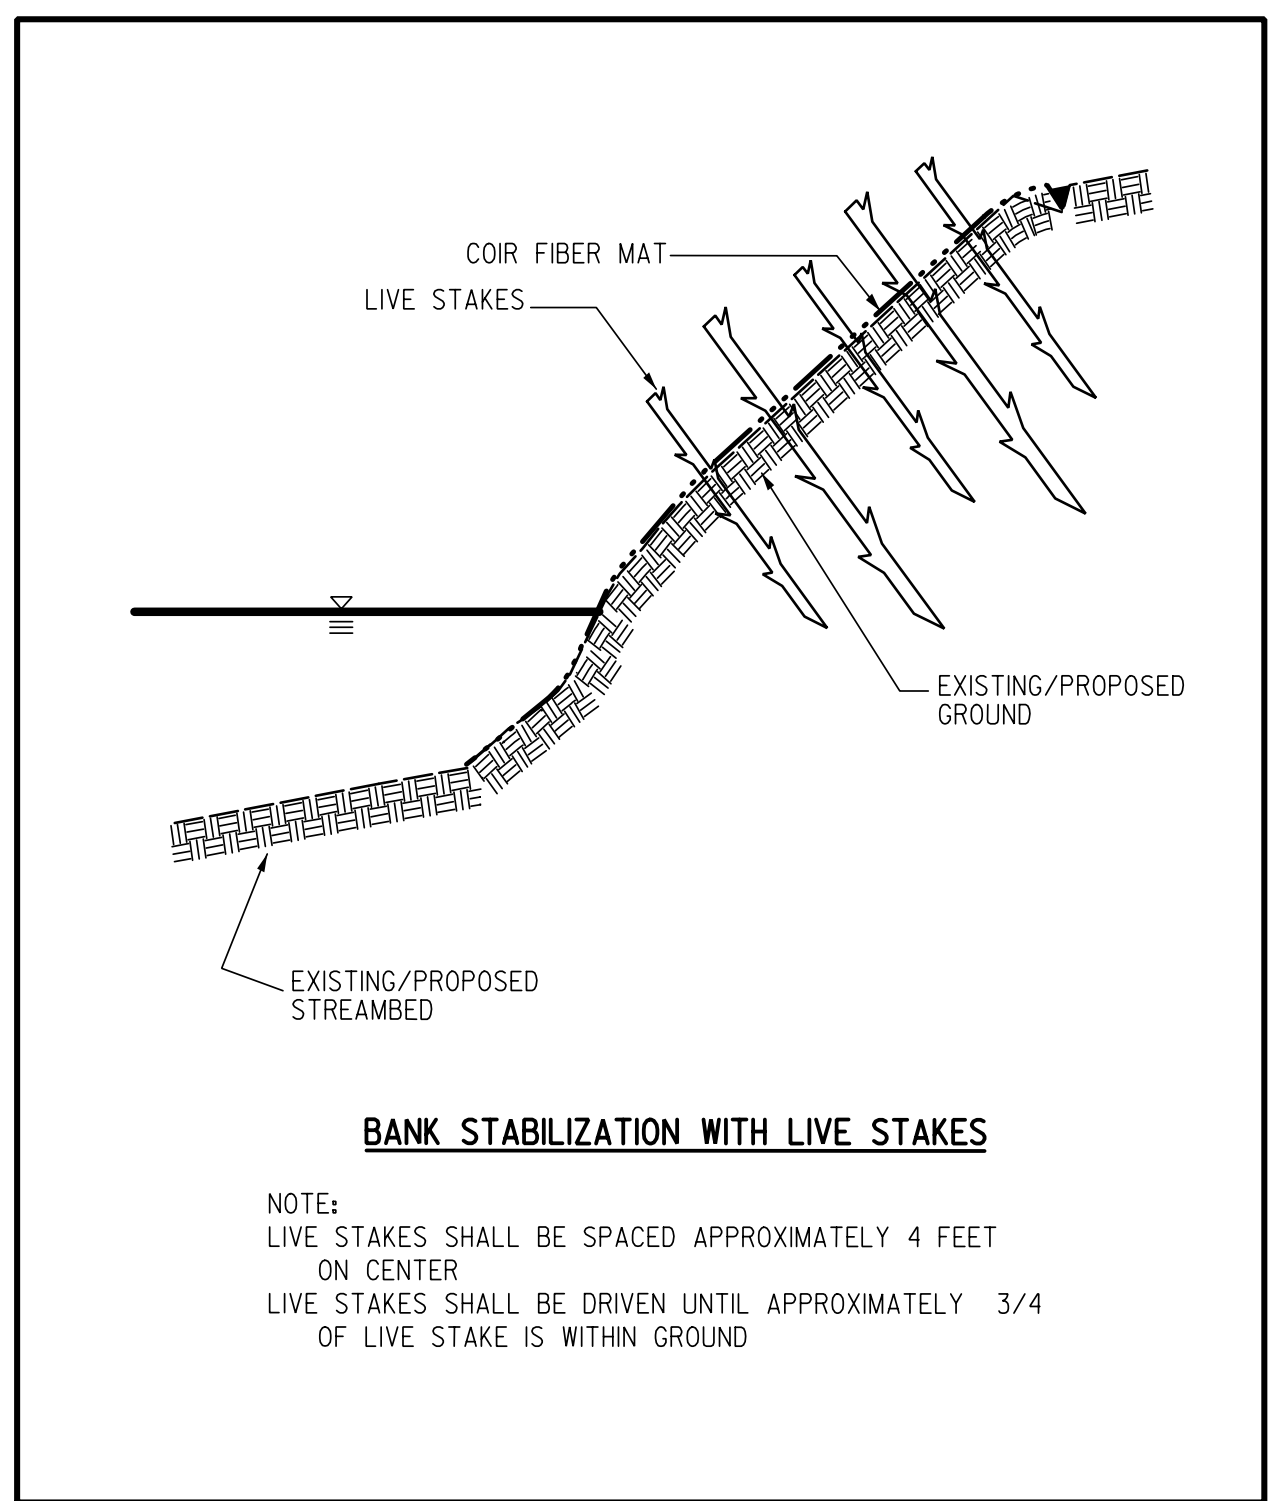 COIR FIBER MAT
LIVE STAKES
EXISTING/PROPOSED
GROUND
EXISTING/PROPOSED
STREAMBED
BANK STABILIZATION WITH LIVE STAKES
NOTE:
LIVE STAKES SHALL BE SPACED APPROXIMATELY 4 FEET
ON CENTER
LIVE STAKES SHALL BE DRIVEN UNTIL APPROXIMATELY 3/4
OF LIVE STAKE IS WITHIN GROUND